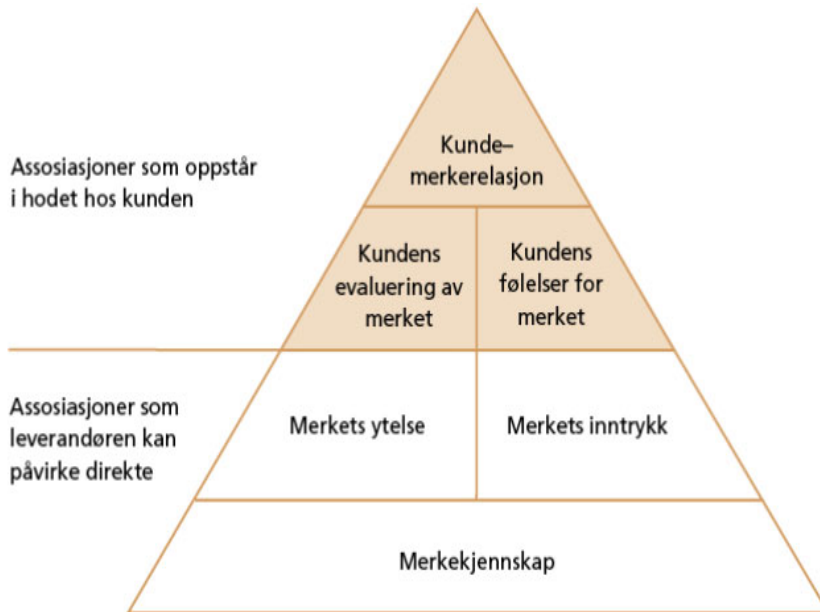 Assosiasjoner som oppstår
i hodet hos kunden
Kunde–
merkerelasjon
Kundens
evaluering av
merket
Kundens
følelser for
merket
Assosiasjoner som
leverandøren kan
påvirke direkte
Merkets ytelse
Merkets inntrykk
Merkekjennskap